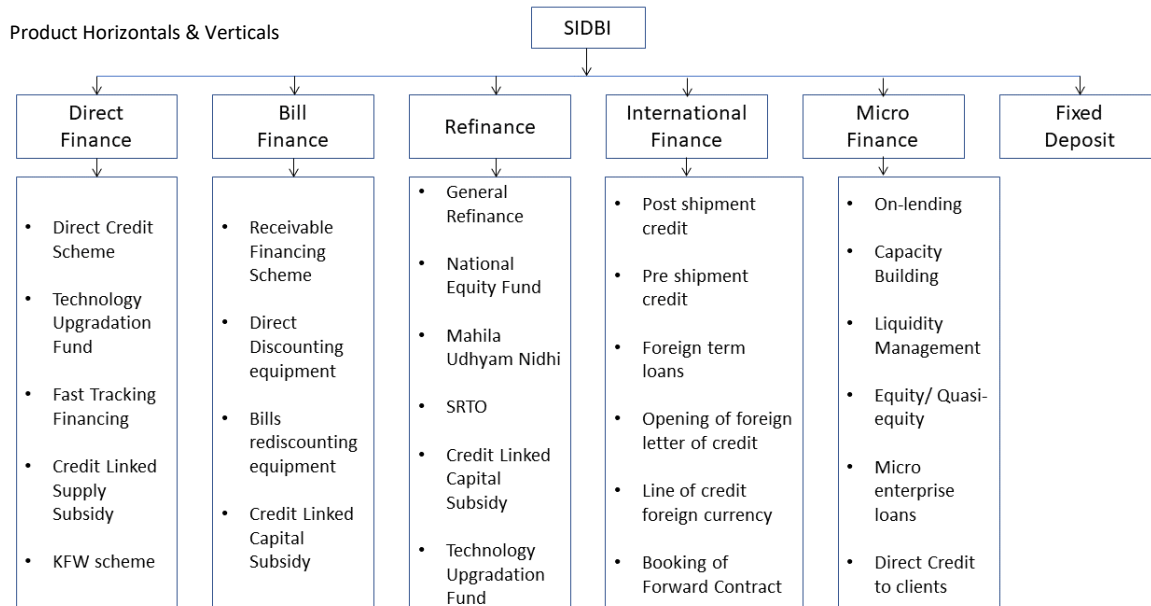 Product Horizontals & Verticals
SIDBI
Direct
Finance
Bill
Finance
Refinance
International
Finance
Micro
Finance
Fixed
Deposit
• Direct Credit
Scheme
• Technology
Upgradation
Fund
• Fast Tracking
Financing
• Credit Linked
Supply
Subsidy
• KFW scheme
• Receivable
Financing
Scheme
• Direct
Discounting
equipment
• Bills
rediscounting
equipment
• Credit Linked
Capital
Subsidy
• General
Refinance
• National
Equity Fund
• Mahila
Udhyam Nidhi
• SRTO
• Credit Linked
Capital
Subsidy
• Technology
Upgradation
Fund
• Post shipment
credit
• Pre shipment
credit
• Foreign term
loans
• Opening of foreign
letter of credit
• Line of credit
foreign currency
• Booking of
Forward Contract
• On-lending
• Capacity
Building
• Liquidity
Management
• Equity/ Quasi-
equity
• Micro
enterprise
loans
• Direct Credit
to clients